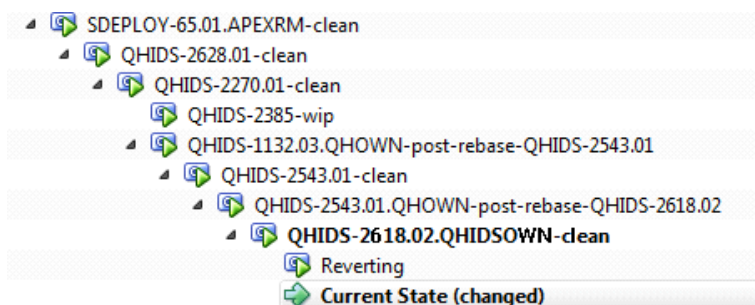 SDEPLOY-65.01.APEXRM-clean
QHIDS-2628.01-clean
QHIDS-2270.01-clean
QHIDS-2385-wip
QHIDS-1132.03.QHOWN-post-rebase-QHIDS-2543.01
QHIDS-2543.01-clean
QHIDS-2543.01.QHOWN-post-rebase-QHIDS-2618.02
QHIDS-2618.02.QHIDSOWN-clean
Reverting
Current State (changed)